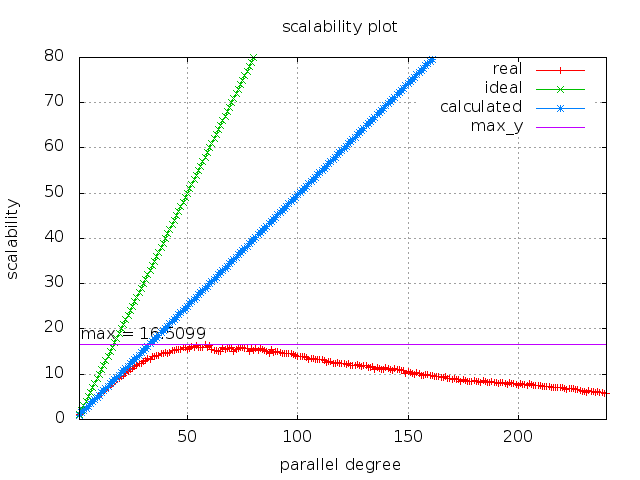 scalability plot
80
70
60
50
40
30
20
10
0
scalability
real
ideal
calculated
max_y
max = 16.5099
50
100
150
200
parallel degree